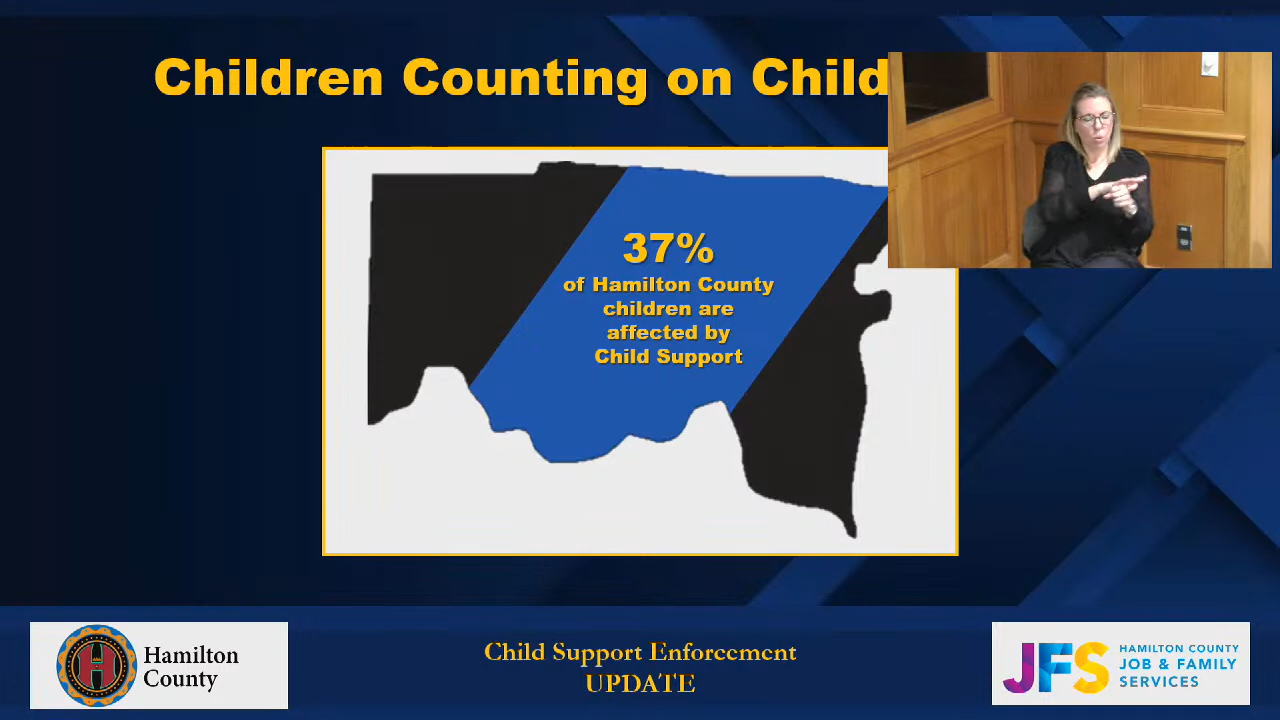 Children Counting on Child
37%
of Hamilton County
children are
affected by
Child Support
Hamilton
County
Child Support Enforcement
UPDATE
JFS
HAMILTON COUNTY
JOB & FAMILY
SERVICES